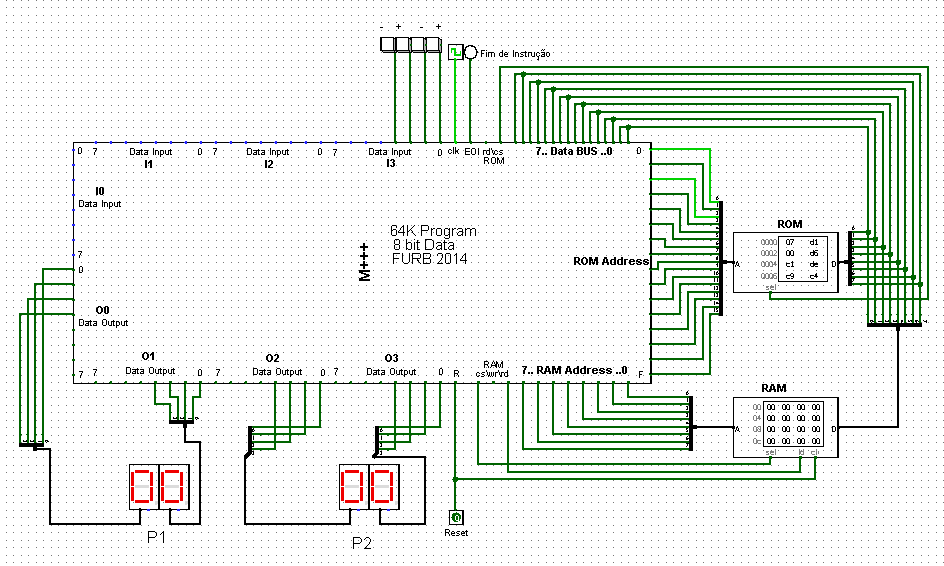 - + - +
Fim de Instrução
0 7 Data Input 0 7 Data Input 0 7 Data Input 0 clk EOI rd\cs 7.. Data BUS ..0 0
I1 I2 I3 ROM
I0
Data Input
7
0
64K Program
8 bit Data
FURB 2014
M+++
ROM Address
ROM
0000 07 d1
0002 00 d6
0004 c1 de
0006 c9 c4
A D
sel
O0
Data Output
O1 O2 O3 RAM
7 7 Data Output 0 7 Data Output 0 7 Data Output 0 R cs\wr\rd 7.. RAM Address ..0 F
RAM
00 00 00 00 00
04 00 00 00 00
08 00 00 00 00
0c 00 00 00 00
A D
sel ld clr
00 00
P1 P2
0
Reset